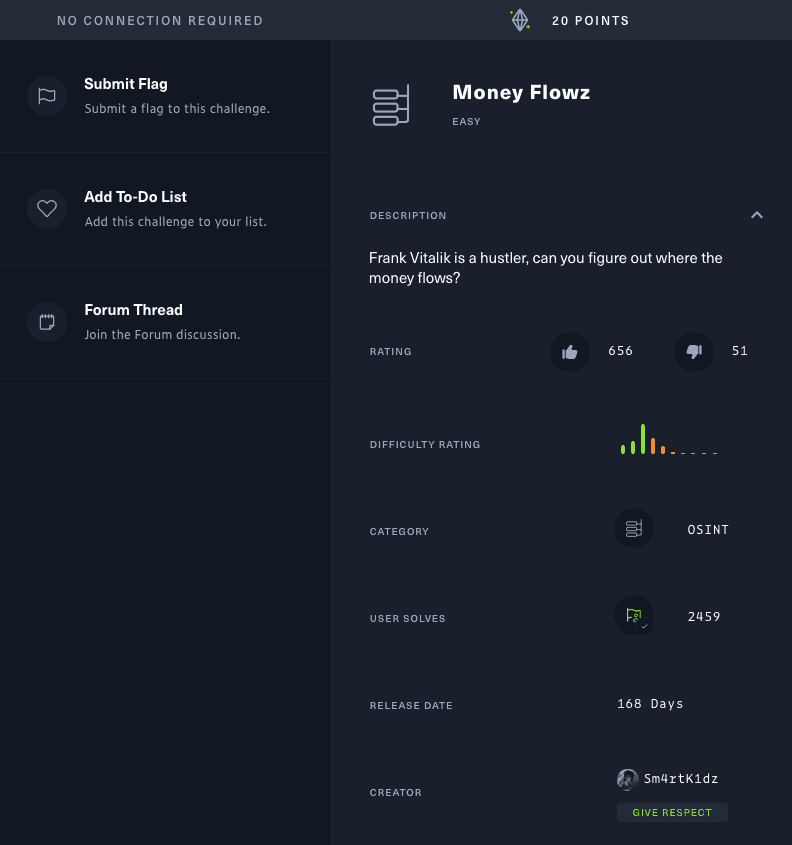 NO CONNECTION REQUIRED
20 POINTS
Submit Flag
Submit a flag to this challenge.
Add To-Do List
Add this challenge to your list.
Forum Thread
Join the Forum discussion.
Money Flowz
EASY
DESCRIPTION
Frank Vitalik is a hustler, can you figure out where the
money flows?
RATING
656
51
DIFFICULTY RATING
CATEGORY
OSINT
USER SOLVES
2459
RELEASE DATE
168 Days
CREATOR
Sm4rtK1dz
GIVE RESPECT